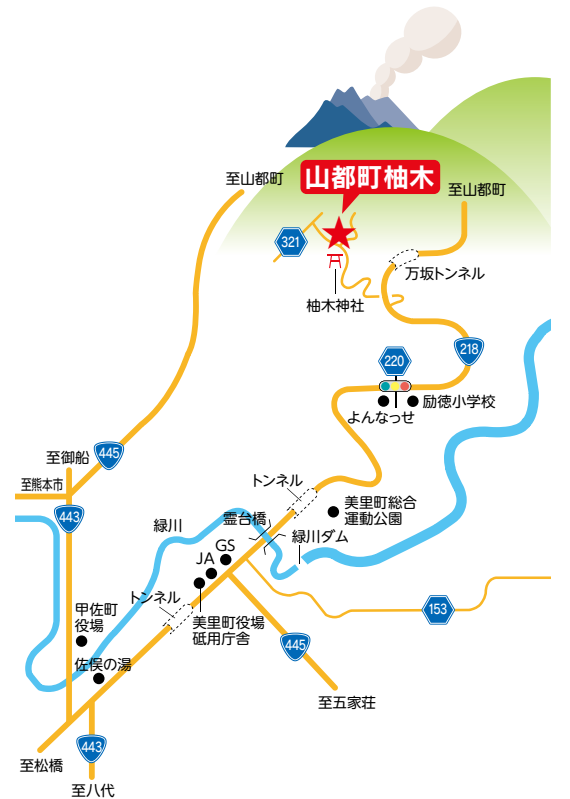 山都町柚木
至山都町
至山都町
321
万坂トンネル
柚木神社
218
220
励徳小学校
よんなっせ
445
至御船
至熊本市
443
トンネル
美里町総合
運動公園
霊台橋
緑川
緑川ダム
GS
JA
トンネル
甲佐町
役場
153
美里町役場
砥用庁舎
445
佐俣の湯
至五家荘
443
至松橋
至八代